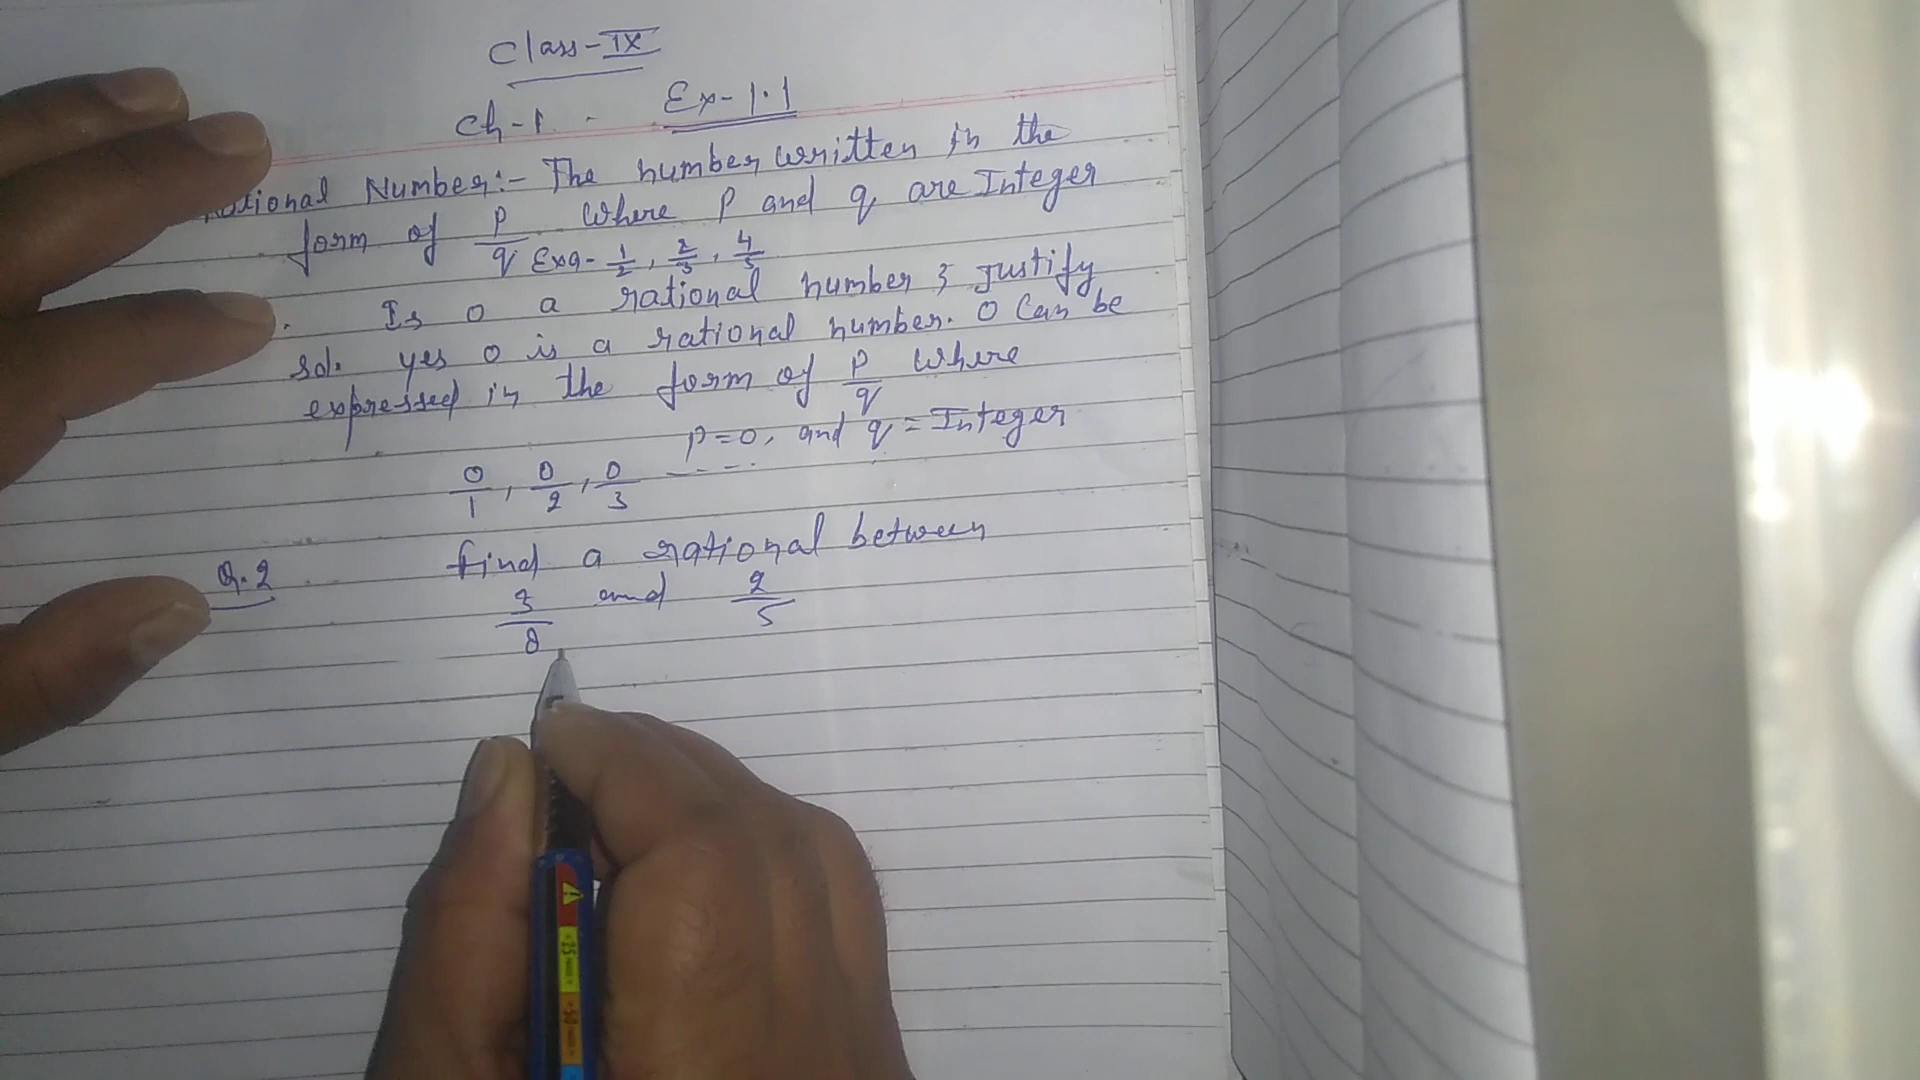 Class-IX
Ch-1. Ex-1.1
Rational Number:- The number written in the
form of p/q where p and q are Integer
Exa- 1/2, 2/3, 4/5
Is 0 a rational number ; Justify
Sol. yes 0 is a rational number. 0 Can be
expressed in the form of p/q where
p=0, and q = Integer
0/1, 0/2, 0/3 -----
Q.2 find a rational between
3/8 and 2/5